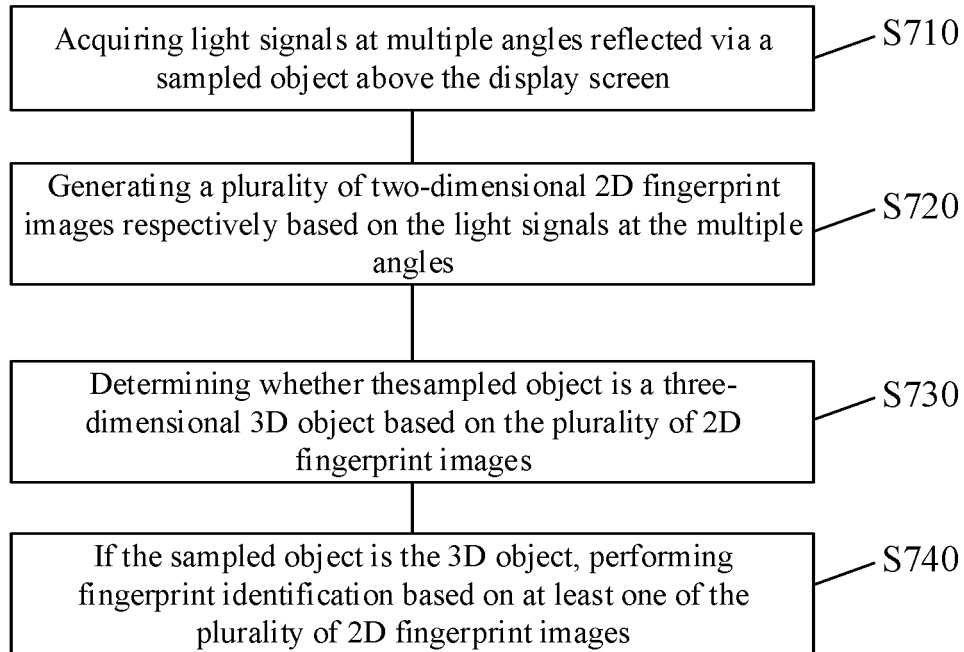 Acquiring light signals at multiple angles reflected via a
sampled object above the display screen
S710
Generating a plurality of two-dimensional 2D fingerprint
images respectively based on the light signals at the multiple
angles
S720
Determining whether thesampled object is a three-
dimensional 3D object based on the plurality of 2D
fingerprint images
S730
If the sampled object is the 3D object, performing
fingerprint identification based on at least one of the
plurality of 2D fingerprint images
S740